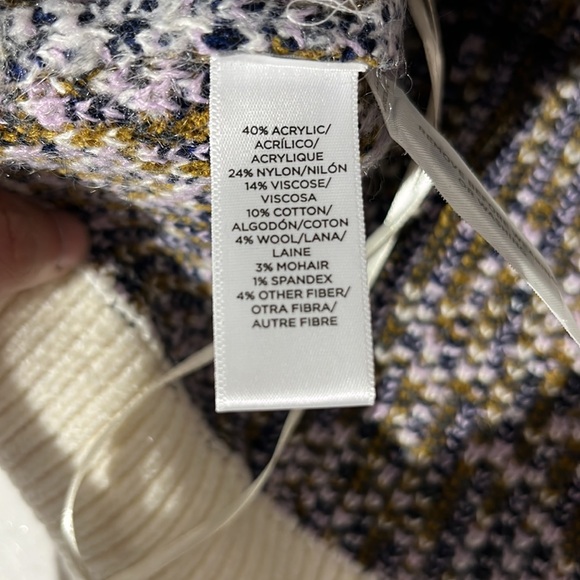 40% ACRYLIC/
ACRÍLICO/
ACRYLIQUE
24% NYLON/NILÓN
14% VISCOSE/
VISCOSA
10% COTTON/
ALGODÓN/COTON
4% WOOL/LANA/
LAINE
3% MOHAIR
1% SPANDEX
4% OTHER FIBER/
OTRA FIBRA/
AUTRE FIBRE